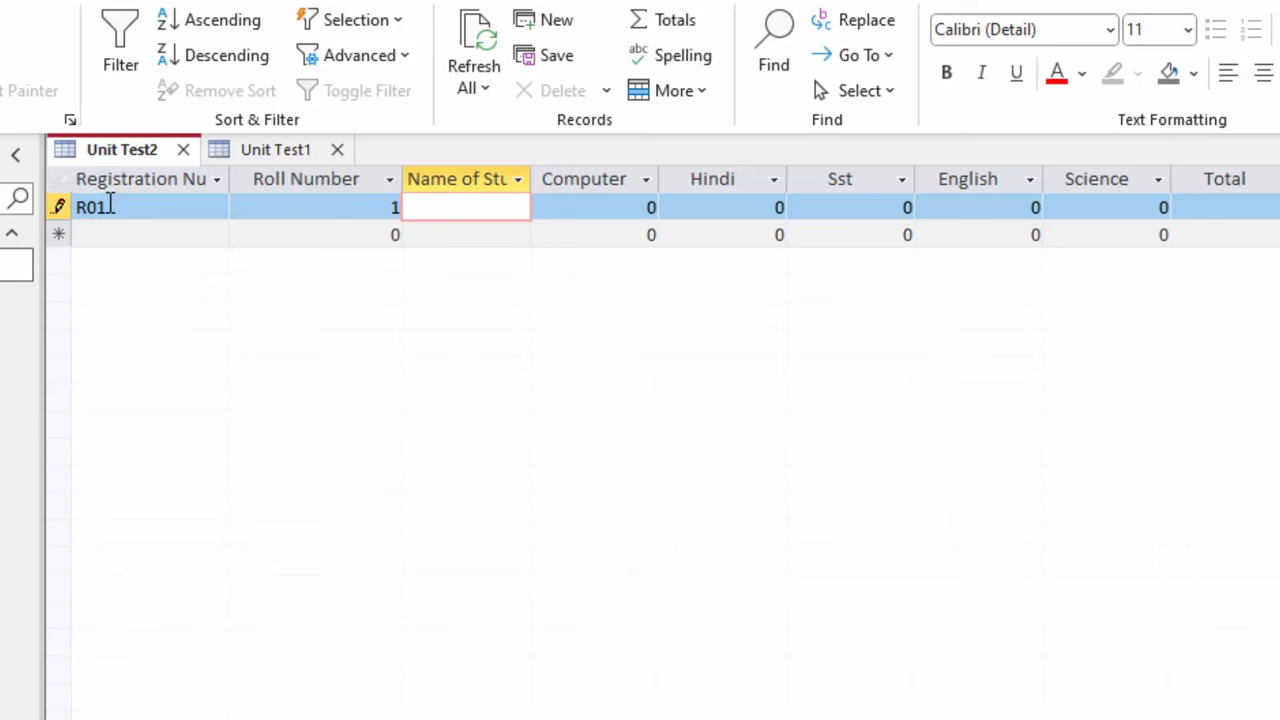 Ascending
Selection
New
Totals
Replace
Calibri (Detail)
11
Descending
Advanced
Save
Spelling
Go To
Filter
Refresh
All
Find
B
I
U
A
t Painter
Remove Sort
Toggle Filter
Delete
More
Select
Sort & Filter
Records
Find
Text Formatting
Unit Test2
Unit Test1
Registration Nu
Roll Number
Name of Stu
Computer
Hindi
Sst
English
Science
Total
R01
1
0
0
0
0
0
0
0
0
0
0
0